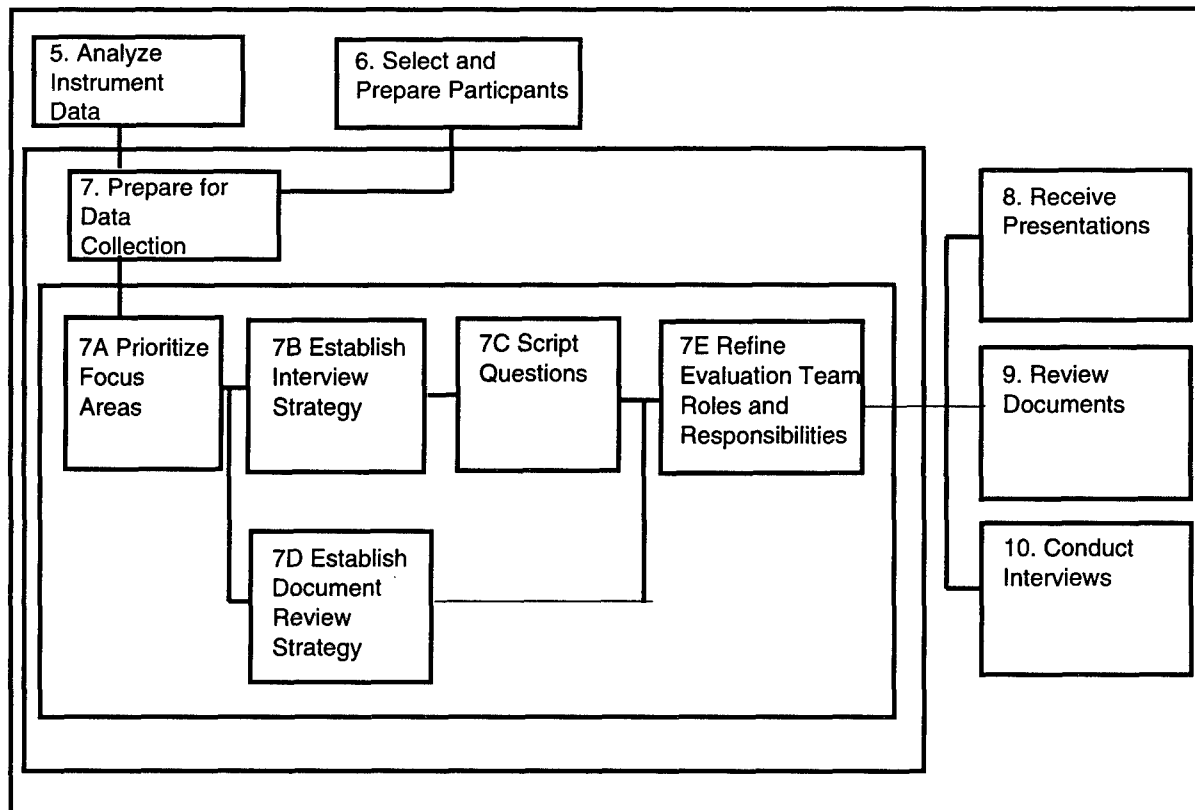 5. Analyze
Instrument
Data
6. Select and
Prepare Particpants
7. Prepare for
Data
Collection
7A Prioritize
Focus
Areas
7B Establish
Interview
Strategy
7C Script
Questions
7E Refine
Evaluation Team
Roles and
Responsibilities
7D Establish
Document
Review
Strategy
8. Receive
Presentations
9. Review
Documents
10. Conduct
Interviews